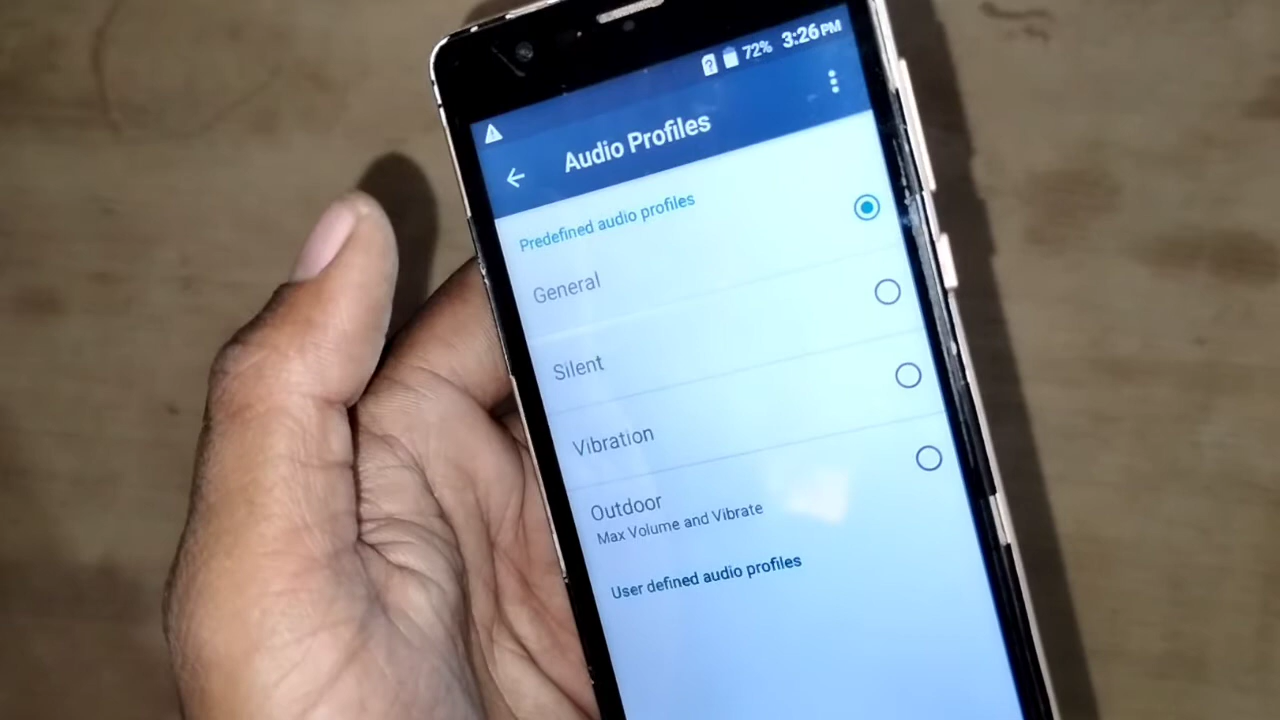 72% 3:26 PM
Audio Profiles
Predefined audio profiles
General
Silent
Vibration
Outdoor
Max Volume and Vibrate
User defined audio profiles